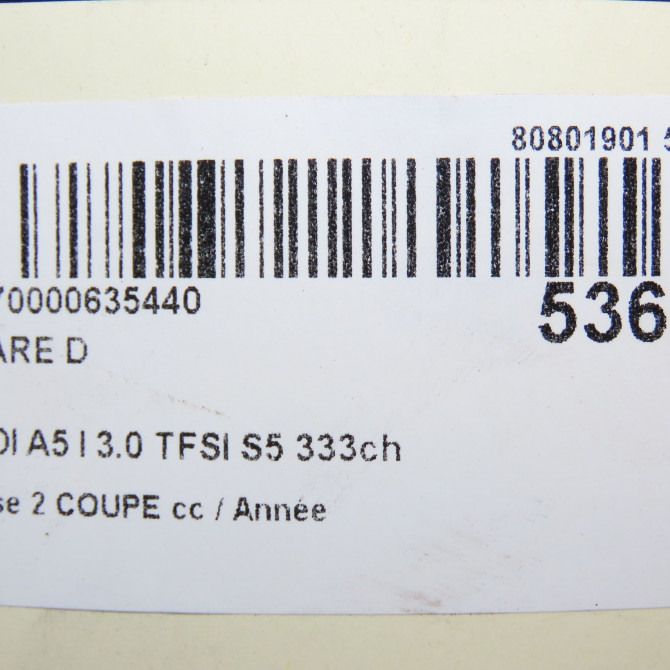 80801901 5
70000635440
536
ARE D
DI A5 I 3.0 TFSI S5 333ch
se 2 COUPE cc / Année